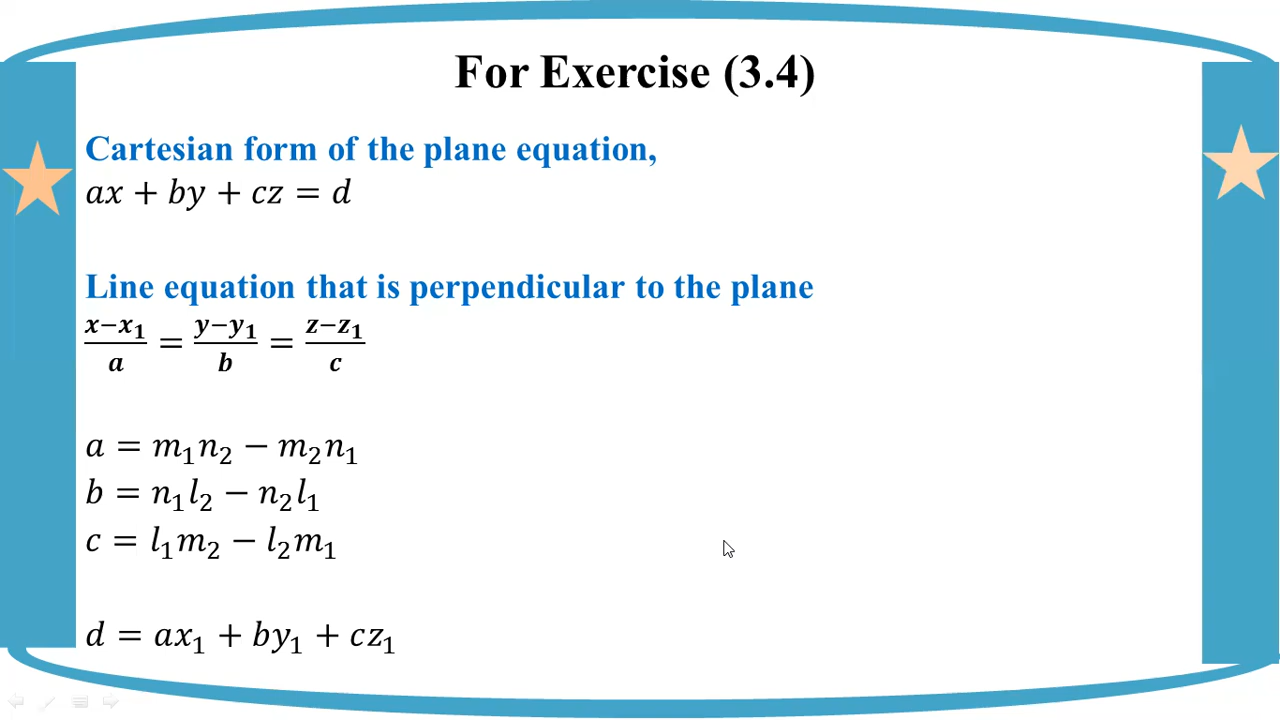 For Exercise (3.4)
Cartesian form of the plane equation,
𝑎𝑥 + 𝑏𝑦 + 𝑐𝑧 = 𝑑
Line equation that is perpendicular to the plane
(x−x₁)/a = (y−y₁)/b = (z−z₁)/c
a = m₁n₂ − m₂n₁
b = n₁l₂ − n₂l₁
c = l₁m₂ − l₂m₁
d = ax₁ + by₁ + cz₁